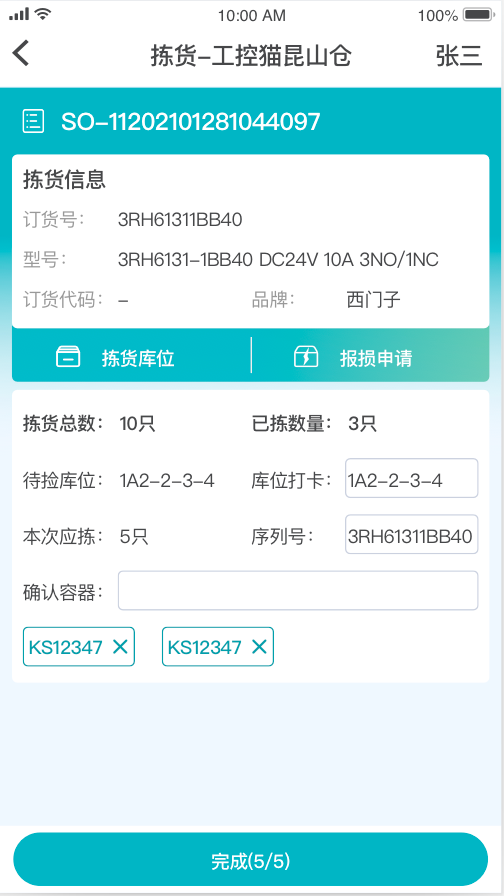 10:00 AM 100%
拣货-工控猫昆山仓 张三
SO-11202101281044097
拣货信息
订货号： 3RH61311BB40
型号： 3RH6131-1BB40 DC24V 10A 3NO/1NC
订货代码： - 品牌： 西门子
拣货库位 报损申请
拣货总数： 10只 已拣数量： 3只
待捡库位： 1A2-2-3-4 库位打卡： 1A2-2-3-4
本次应拣： 5只 序列号： 3RH61311BB40
确认容器：
KS12347 KS12347
完成(5/5)